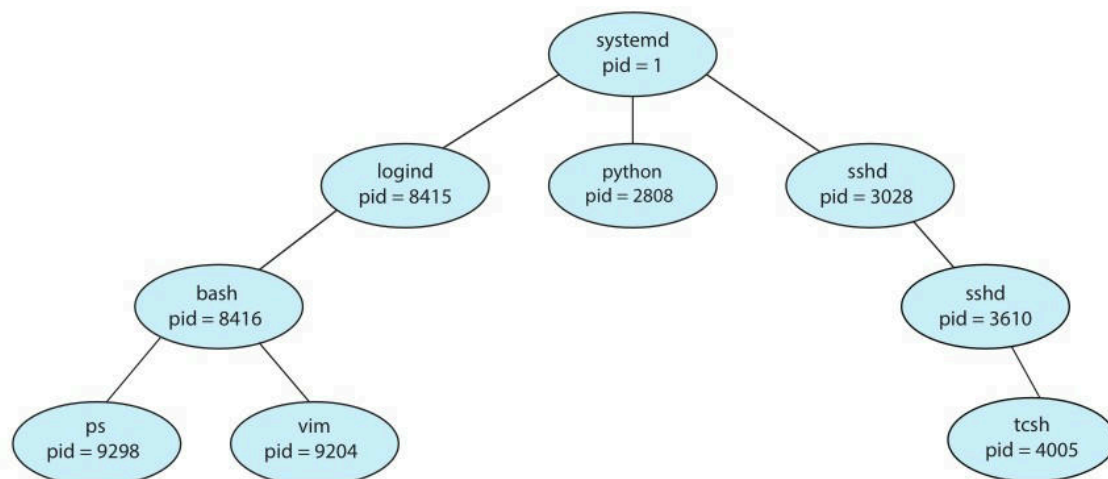 systemd
pid = 1
logind
pid = 8415
python
pid = 2808
sshd
pid = 3028
bash
pid = 8416
sshd
pid = 3610
ps
pid = 9298
vim
pid = 9204
tcsh
pid = 4005